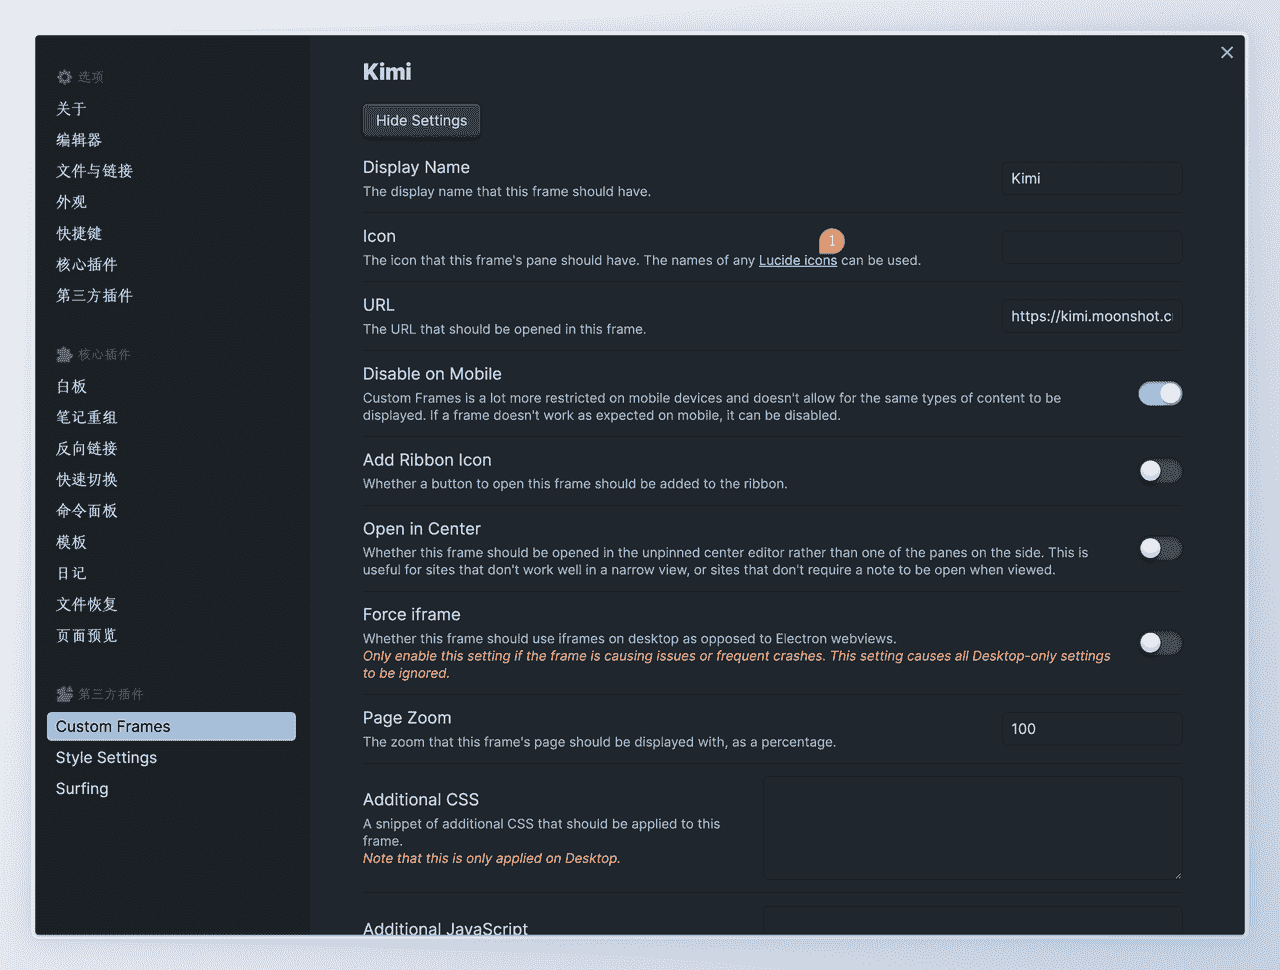 选项
关于
编辑器
文件与链接
外观
快捷键
核心插件
第三方插件
核心插件
白板
笔记重组
反向链接
快速切换
命令面板
模板
日记
文件恢复
页面预览
第三方插件
Custom Frames
Style Settings
Surfing
Kimi
Hide Settings
Display Name
The display name that this frame should have.
Kimi
Icon
1
The icon that this frame's pane should have. The names of any Lucide icons can be used.
URL
The URL that should be opened in this frame.
https://kimi.moonshot.c
Disable on Mobile
Custom Frames is a lot more restricted on mobile devices and doesn't allow for the same types of content to be
displayed. If a frame doesn't work as expected on mobile, it can be disabled.
Add Ribbon Icon
Whether a button to open this frame should be added to the ribbon.
Open in Center
Whether this frame should be opened in the unpinned center editor rather than one of the panes on the side. This is
useful for sites that don't work well in a narrow view, or sites that don't require a note to be open when viewed.
Force iframe
Whether this frame should use iframes on desktop as opposed to Electron webviews.
Only enable this setting if the frame is causing issues or frequent crashes. This setting causes all Desktop-only settings
to be ignored.
Page Zoom
The zoom that this frame's page should be displayed with, as a percentage.
100
Additional CSS
A snippet of additional CSS that should be applied to this
frame.
Note that this is only applied on Desktop.
Additional JavaScript